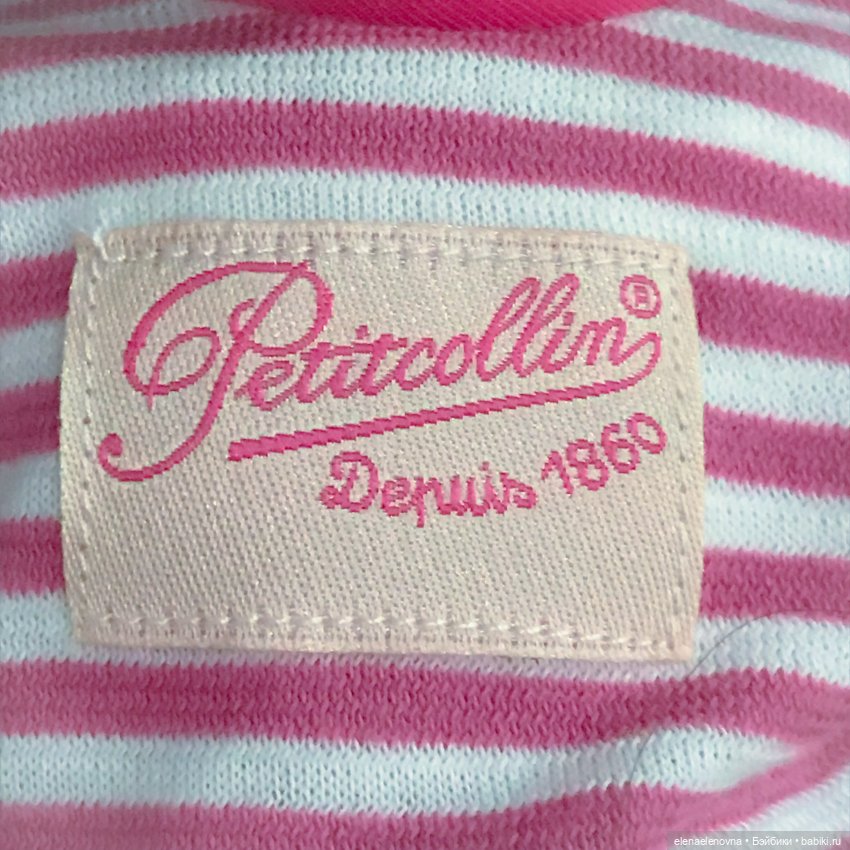 Petitcollin®
Depuis 1860
elenaelenovna • Бэйбики • babiki.ru